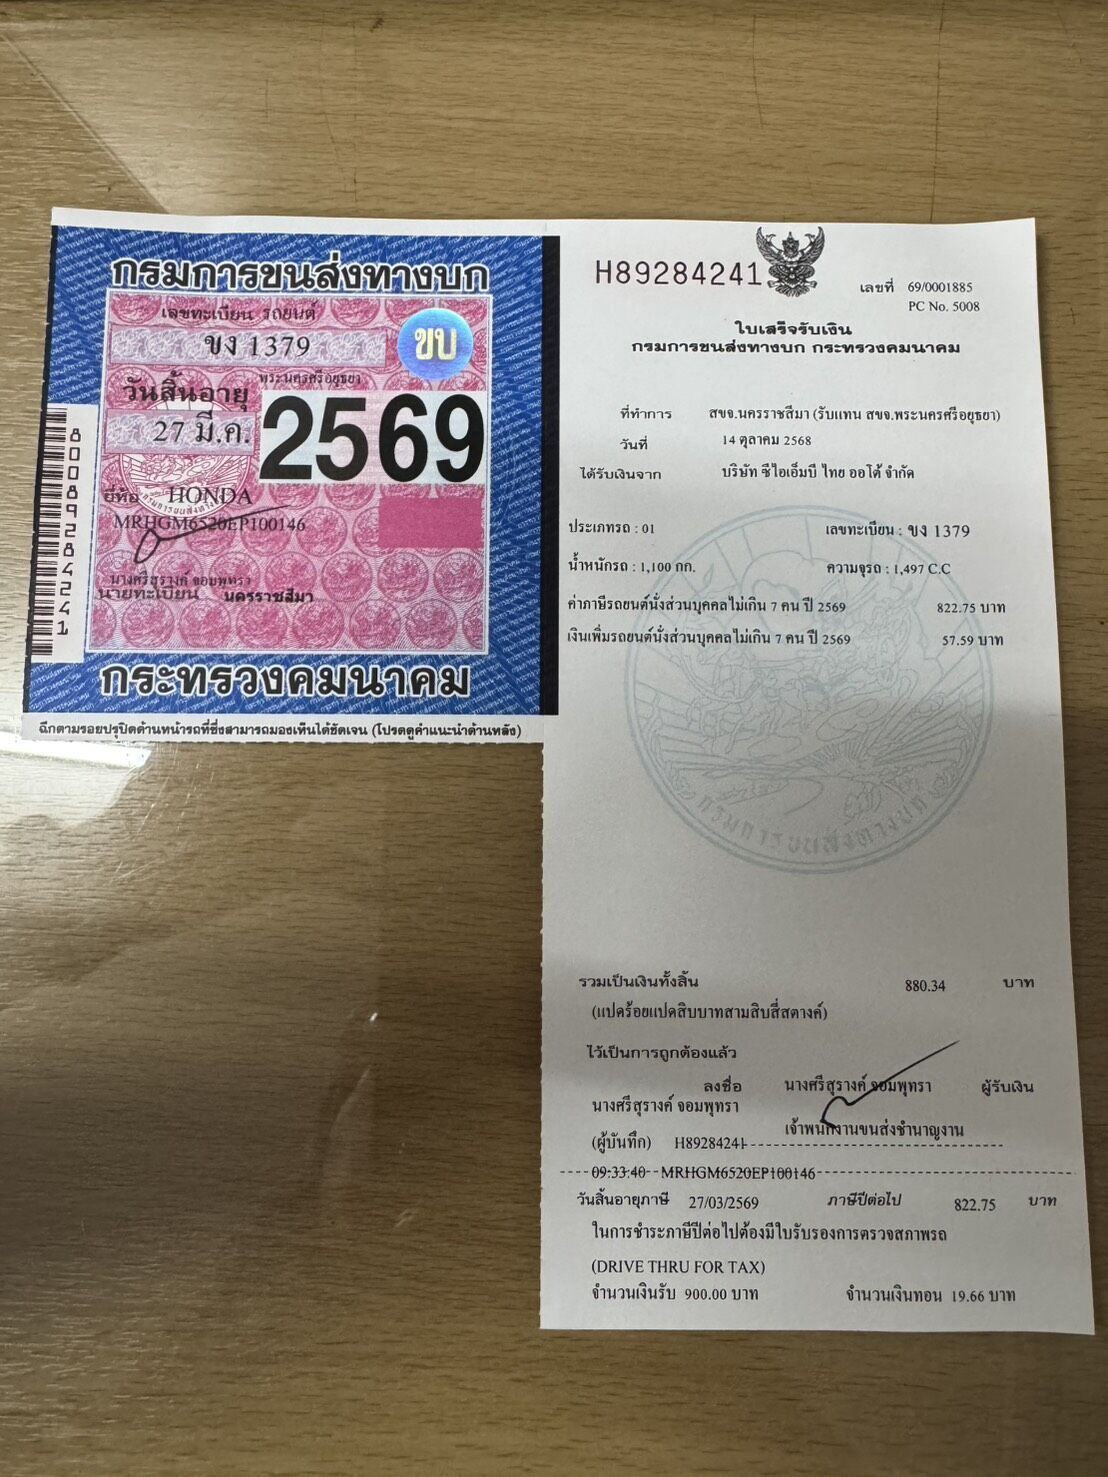 กรมการขนส่งทางบก
เลขทะเบียน รถยนต์
ขง 1379
ขบ
พระนครศรีอยุธยา
วันสิ้นอายุ
27 มี.ค.
2569
ยี่ห้อ HONDA
MRHGM6520EP100146
นางศรีสุรางค์ จอมพุทรา
นายทะเบียน นครราชสีมา
800089284241
กระทรวงคมนาคม
ฉีกตามรอยปรุปิดด้านหน้ารถที่ซึ่งสามารถมองเห็นได้ชัดเจน (โปรดดูคำแนะนำด้านหลัง)
H89284241
เลขที่ 69/0001885
PC No. 5008
ใบเสร็จรับเงิน
กรมการขนส่งทางบก กระทรวงคมนาคม
ที่ทำการ สขจ.นครราชสีมา (รับแทน สขจ.พระนครศรีอยุธยา)
วันที่ 14 ตุลาคม 2568
ได้รับเงินจาก บริษัท ซีไอเอ็มบี ไทย ออโต้ จำกัด
ประเภทรถ : 01 เลขทะเบียน : ขง 1379
น้ำหนักรถ : 1,100 กก. ความจุรถ : 1,497 C.C
ค่าภาษีรถยนต์นั่งส่วนบุคคลไม่เกิน 7 คน ปี 2569 822.75 บาท
เงินเพิ่มรถยนต์นั่งส่วนบุคคลไม่เกิน 7 คน ปี 2569 57.59 บาท
กรมการขนส่งทางบก
รวมเป็นเงินทั้งสิ้น 880.34 บาท
(แปดร้อยแปดสิบบาทสามสิบสี่สตางค์)
ไว้เป็นการถูกต้องแล้ว
ลงชื่อ นางศรีสุรางค์ จอมพุทรา ผู้รับเงิน
นางศรีสุรางค์ จอมพุทรา
เจ้าพนักงานขนส่งชำนาญงาน
(ผู้บันทึก) H89284241
09:33:40 MRHGM6520EP100146
วันสิ้นอายุภาษี 27/03/2569 ภาษีปีต่อไป 822.75 บาท
ในการชำระภาษีปีต่อไปต้องมีใบรับรองการตรวจสภาพรถ
(DRIVE THRU FOR TAX)
จำนวนเงินรับ 900.00 บาท จำนวนเงินทอน 19.66 บาท